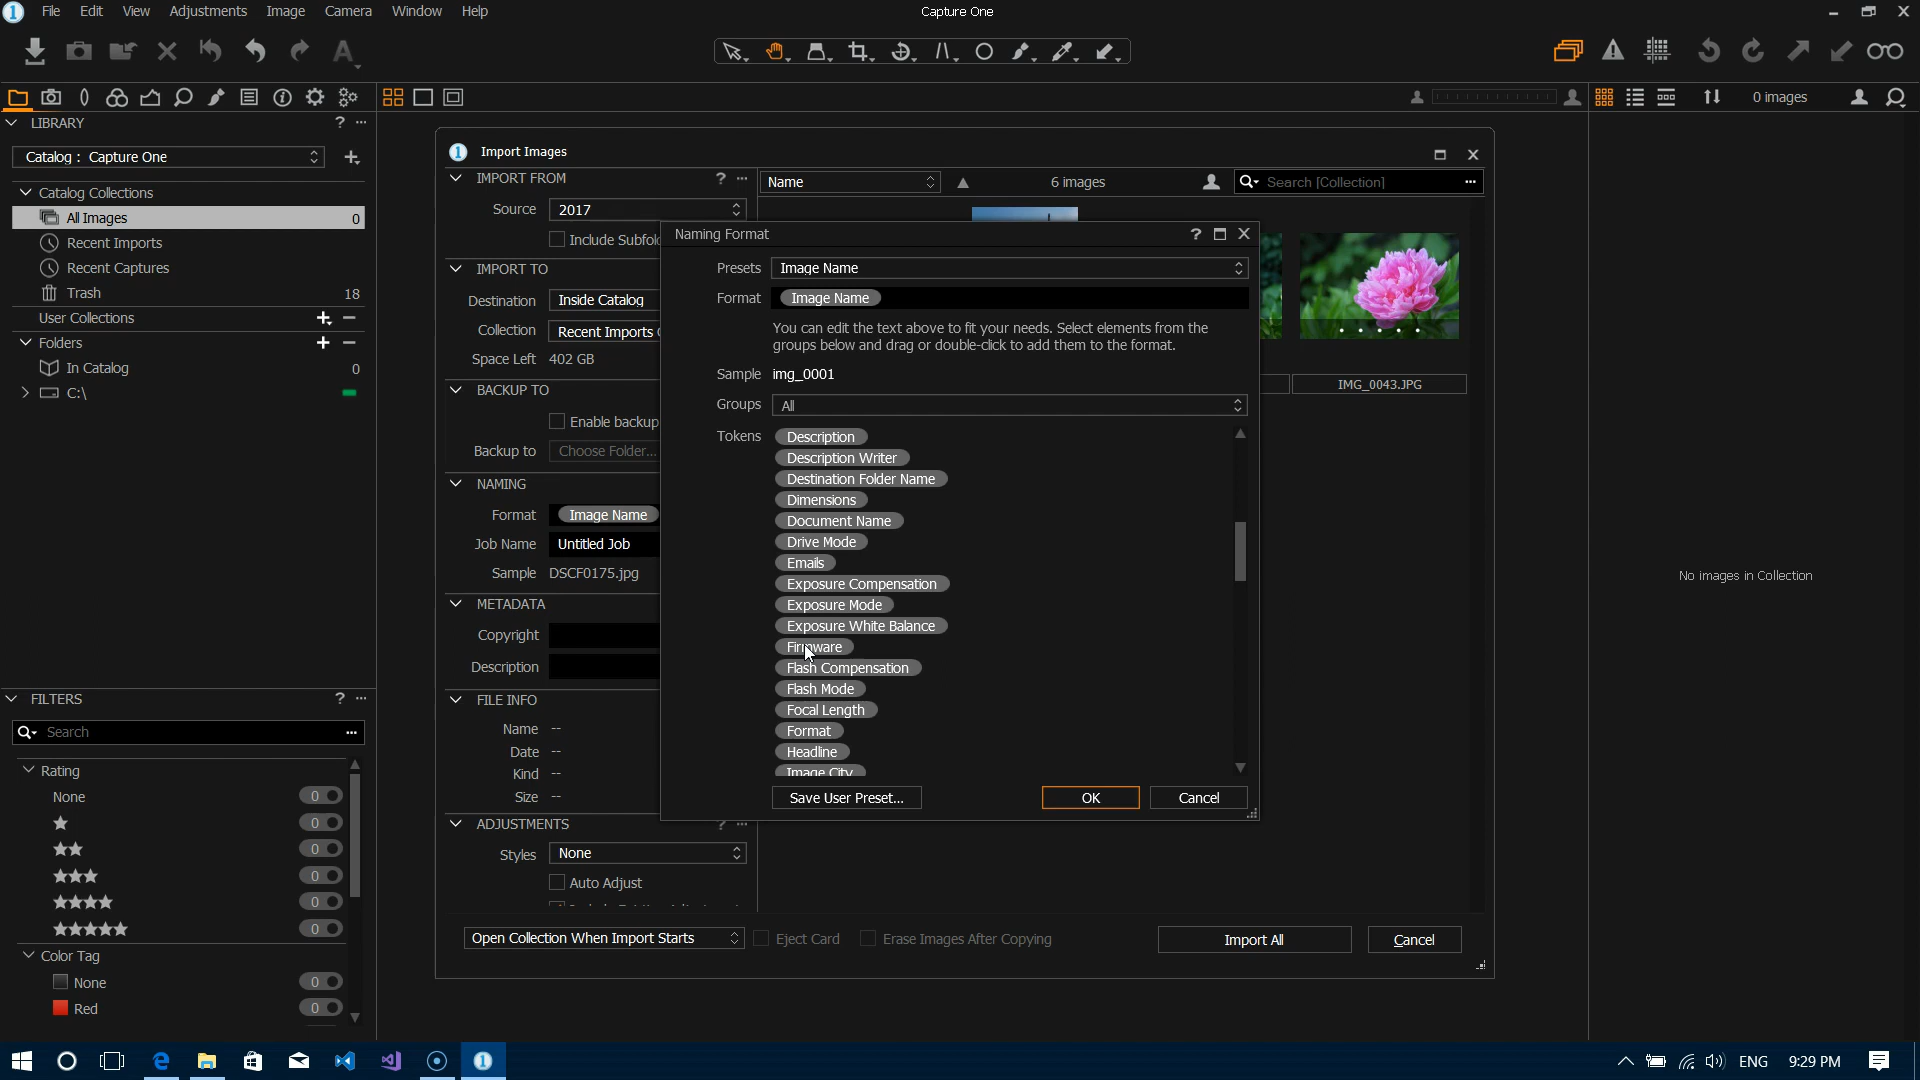 File Edit View Adjustments Image Camera Window Help
Capture One
LIBRARY ? ...
Catalog : Capture One
Catalog Collections
All Images 0
Recent Imports
Recent Captures
Trash 18
User Collections
Folders
In Catalog 0
C:\
FILTERS ? ...
Search
Rating
None 0
0
0
0
0
0
Color Tag
None 0
Red 0
0 images
No images in Collection
Import Images
IMPORT FROM ? ...
Source 2017
Include Subfol
IMPORT TO
Destination Inside Catalog
Collection Recent Imports
Space Left 402 GB
BACKUP TO
Enable backup
Backup to Choose Folder...
NAMING
Format Image Name
Job Name Untitled Job
Sample DSCF0175.jpg
METADATA
Copyright
Description
FILE INFO
Name --
Date --
Kind --
Size --
ADJUSTMENTS ? ...
Styles None
Auto Adjust
Name 6 images Search [Collection] ...
IMG_0043.JPG
Naming Format ?
Presets Image Name
Format Image Name
You can edit the text above to fit your needs. Select elements from the
groups below and drag or double-click to add them to the format.
Sample img_0001
Groups All
Tokens Description
Description Writer
Destination Folder Name
Dimensions
Document Name
Drive Mode
Emails
Exposure Compensation
Exposure Mode
Exposure White Balance
Firmware
Flash Compensation
Flash Mode
Focal Length
Format
Headline
Image City
Save User Preset... OK Cancel
Open Collection When Import Starts Eject Card Erase Images After Copying Import All Cancel
ENG 9:29 PM